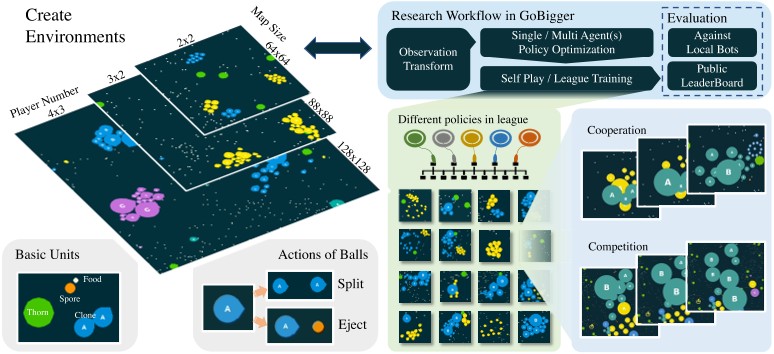 Create
Environments
Map Size
64x64
2x2
88x88
3x2
128x128
Player Number
4x3
G
G
Basic Units
Food
Spore
Thorn
Clone
A
A
Actions of Balls
A
A
A
Split
A
Eject
Research Workflow in GoBigger
Observation
Transform
Single / Multi Agent(s)
Policy Optimization
Self Play / League Training
Evaluation
Against
Local Bots
Public
LeaderBoard
Different policies in league
Cooperation
A
B
A
B
Competition
B
B
B
B
B
B